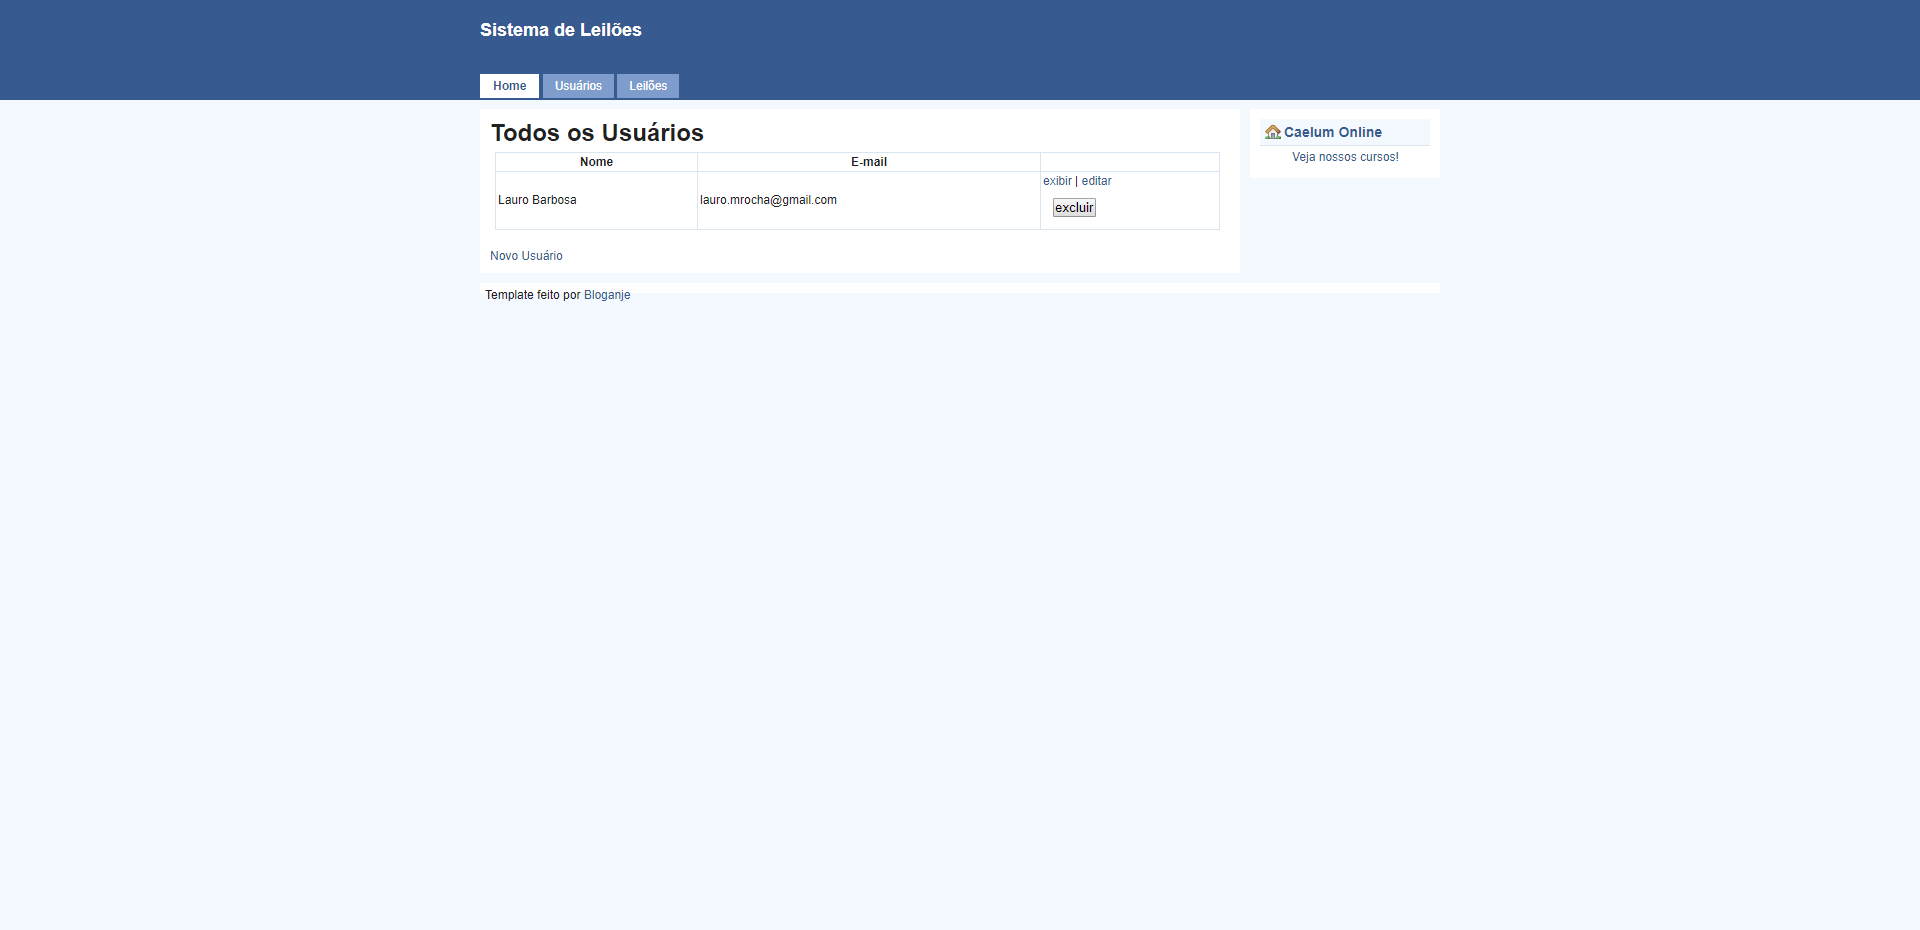 Sistema de Leilões
Home Usuários Leilões
Todos os Usuários
Nome E-mail
Lauro Barbosa lauro.mrocha@gmail.com exibir | editar
excluir
Novo Usuário
Caelum Online
Veja nossos cursos!
Template feito por Bloganje